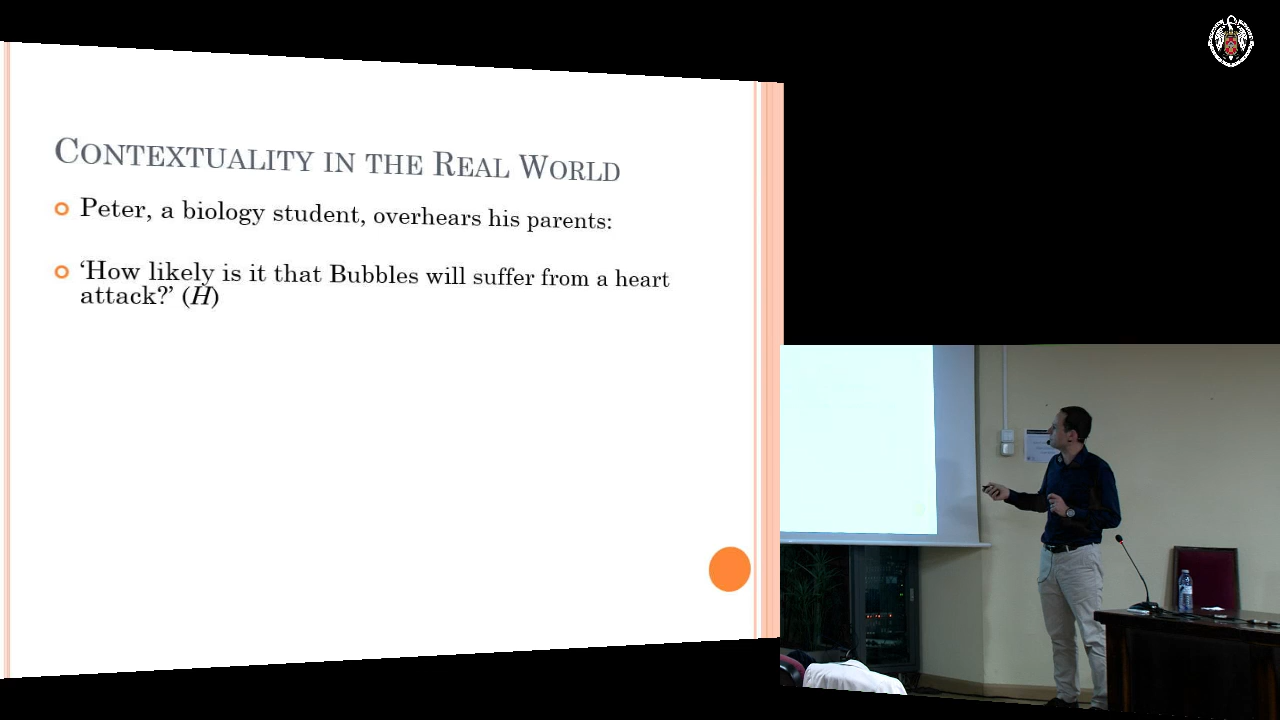 CONTEXTUALITY IN THE REAL WORLD
Peter, a biology student, overhears his parents:
‘How likely is it that Bubbles will suffer from a heart
attack?’ (H)